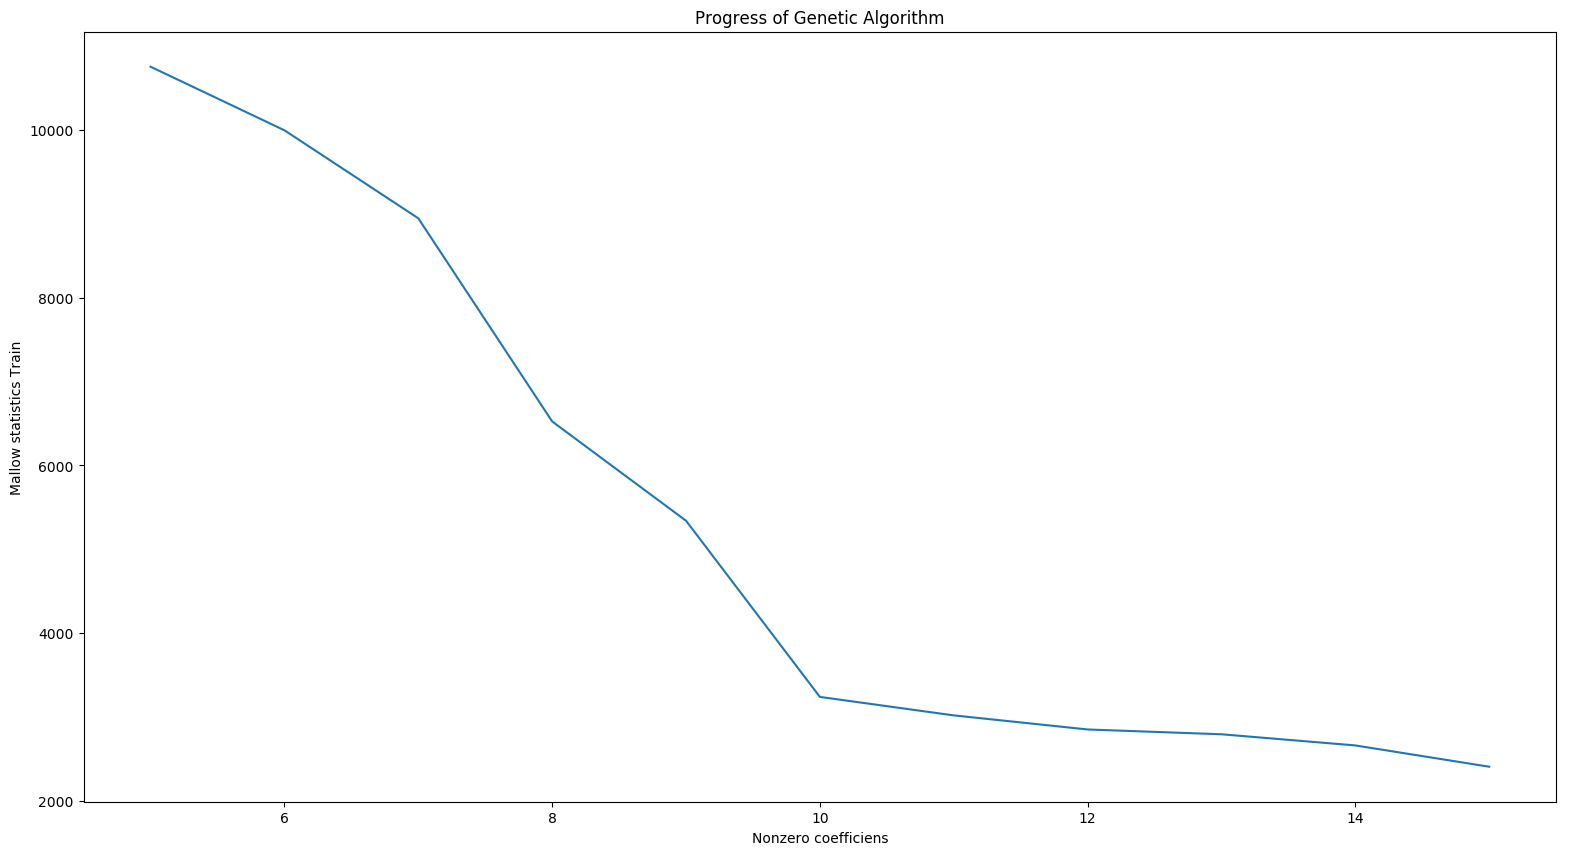 Progress of Genetic Algorithm
10000
8000
6000
4000
2000
Mallow statistics Train
6 8 10 12 14
Nonzero coefficiens